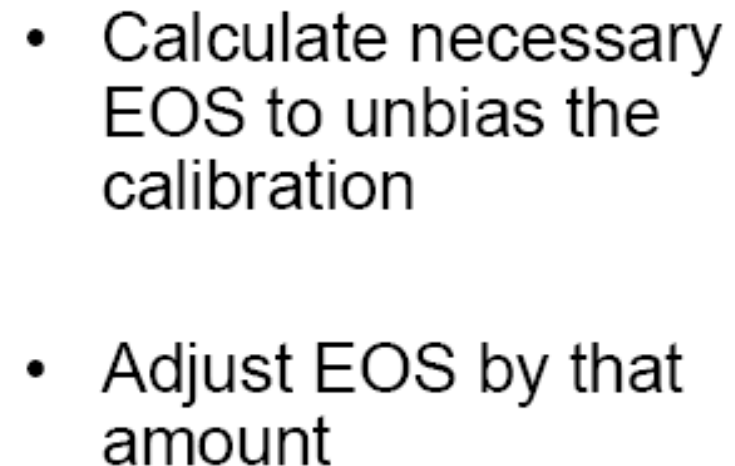 • Calculate necessary
EOS to unbias the
calibration
• Adjust EOS by that
amount